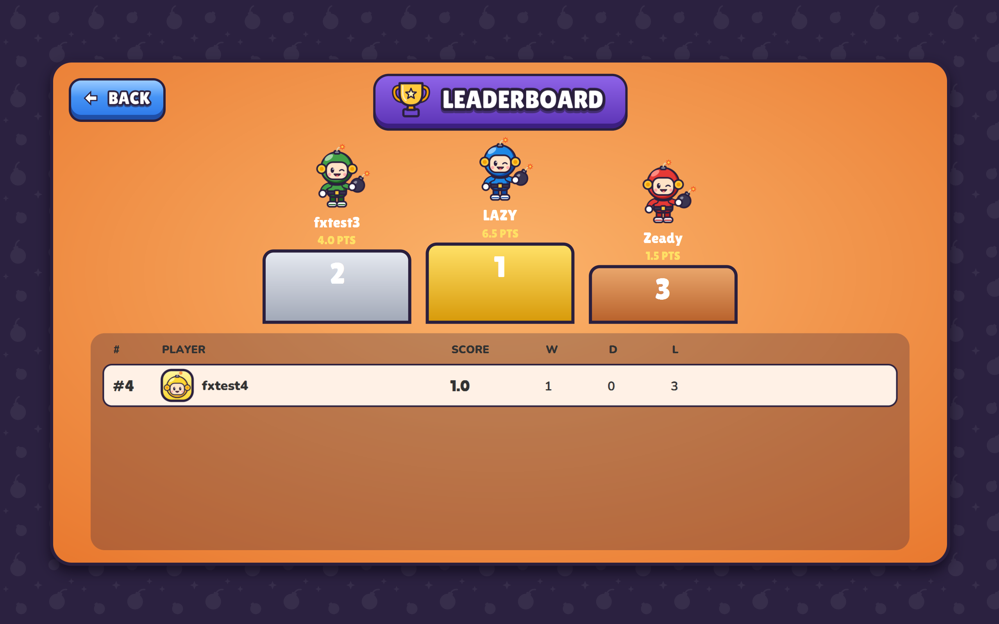 BACK
LEADERBOARD
fxtest3
4.0 PTS
LAZY
6.5 PTS
Zeady
1.5 PTS
2
1
3
# PLAYER SCORE W D L
#4 fxtest4 1.0 1 0 3